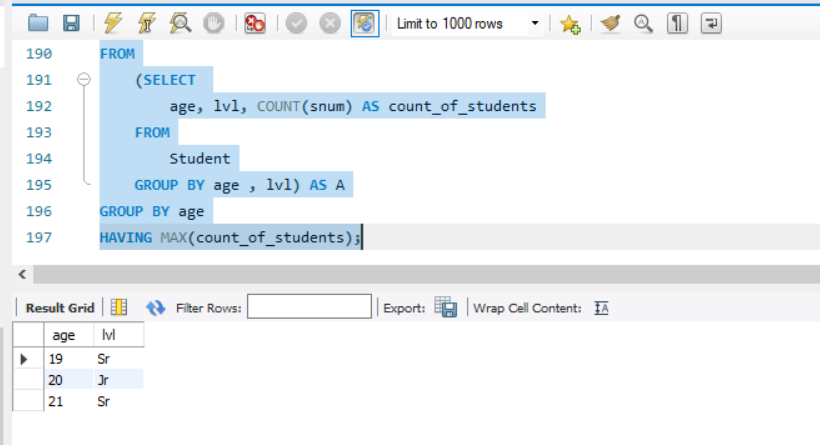 Limit to 1000 rows
190 FROM
191 (SELECT
192 age, lvl, COUNT(snum) AS count_of_students
193 FROM
194 Student
195 GROUP BY age , lvl) AS A
196 GROUP BY age
197 HAVING MAX(count_of_students);
Result Grid Filter Rows: Export: Wrap Cell Content: IA
age lvl
19 Sr
20 Jr
21 Sr